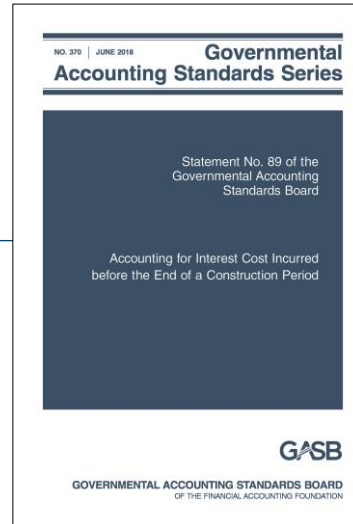 NO. 370 | JUNE 2018
Governmental
Accounting Standards Series
Statement No. 89 of the
Governmental Accounting
Standards Board
Accounting for Interest Cost Incurred
before the End of a Construction Period
GASB
GOVERNMENTAL ACCOUNTING STANDARDS BOARD
OF THE FINANCIAL ACCOUNTING FOUNDATION